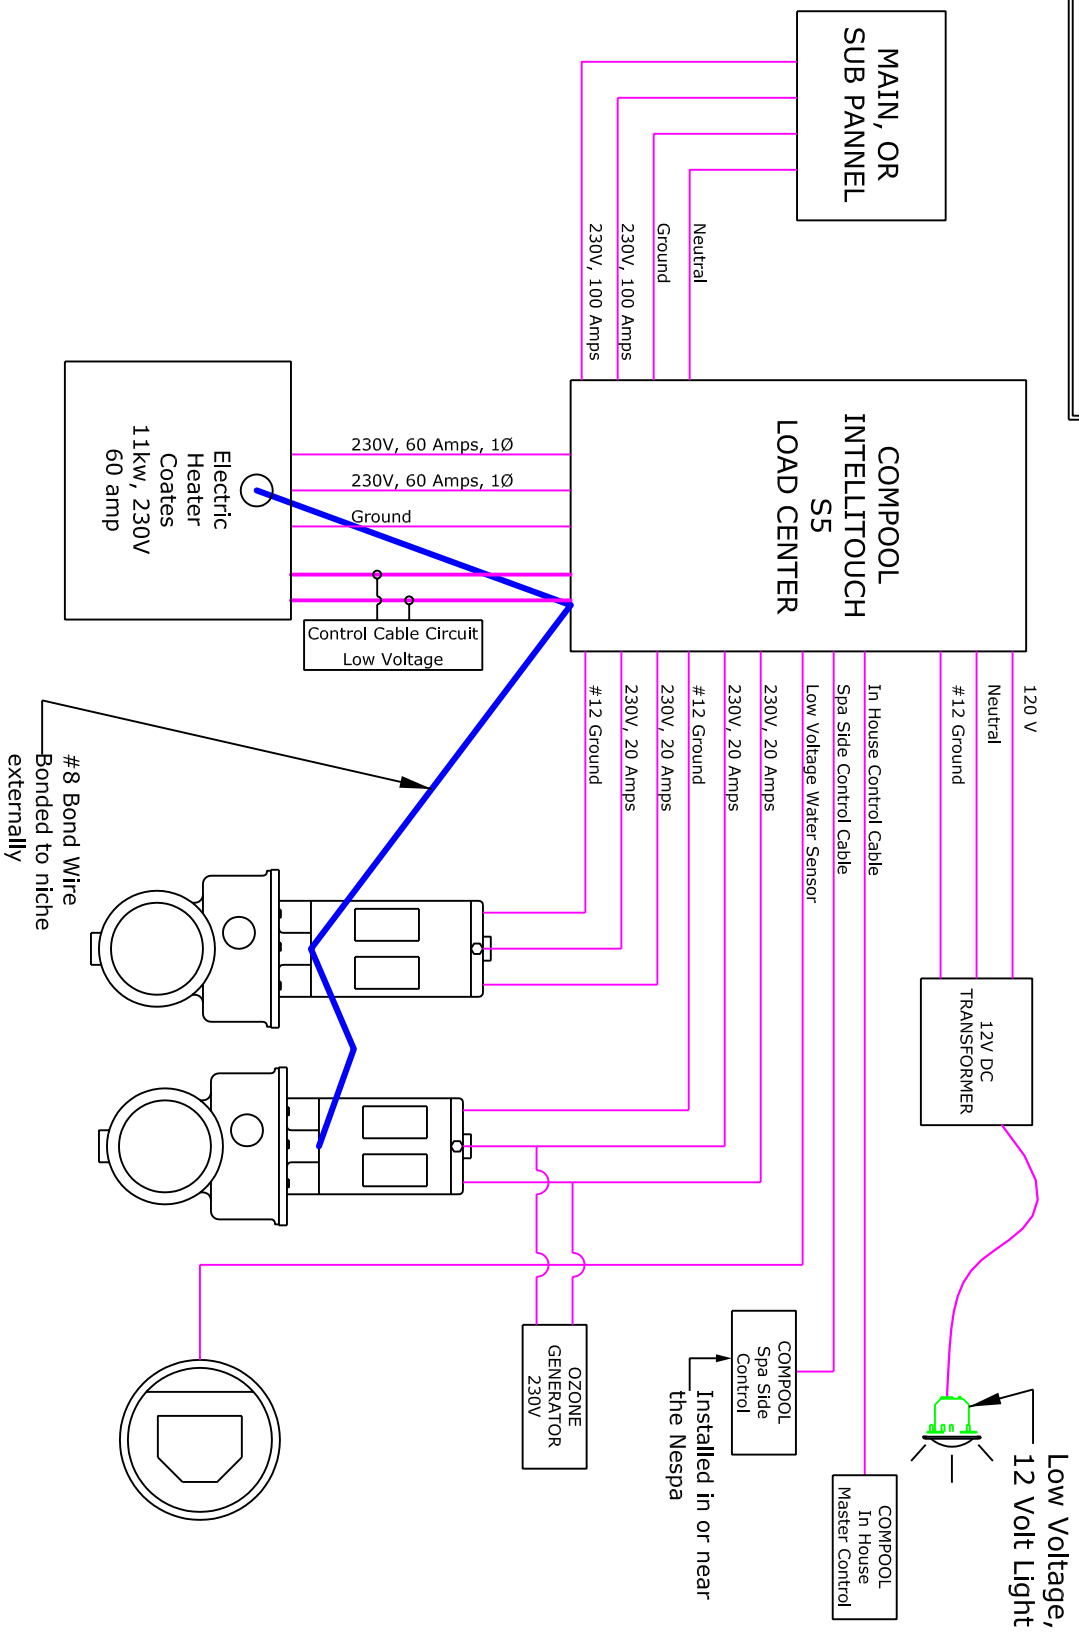 MAIN, OR
SUB PANNEL
Neutral
Ground
230V, 100 Amps
230V, 100 Amps
COMPOOL
INTELLITOUCH
S5
LOAD CENTER
230V, 60 Amps, 1Ø
230V, 60 Amps, 1Ø
Ground
Electric
Heater
Coates
11kw, 230V
60 amp
Control Cable Circuit
Low Voltage
120 V
Neutral
#12 Ground
In House Control Cable
Spa Side Control Cable
Low Voltage Water Sensor
230V, 20 Amps
230V, 20 Amps
#12 Ground
230V, 20 Amps
230V, 20 Amps
#12 Ground
#8 Bond Wire
Bonded to niche
externally
12V DC
TRANSFORMER
OZONE
GENERATOR
230V
COMPOOL
Spa Side
Control
Installed in or near
the Nespa
COMPOOL
In House
Master Control
Low Voltage,
12 Volt Light